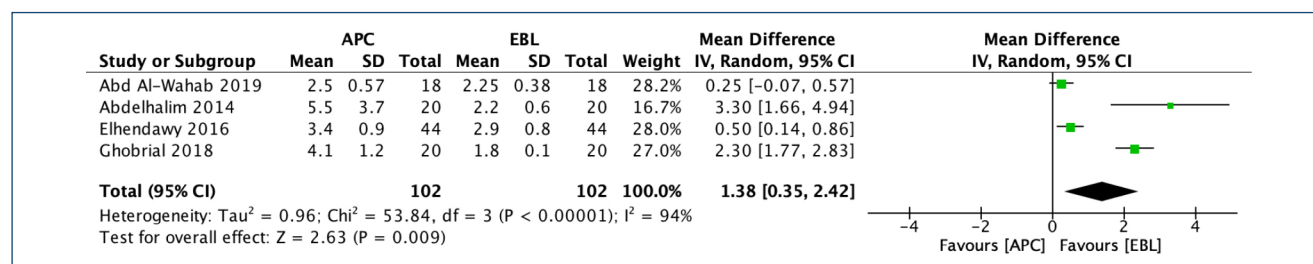 APC EBL Mean Difference Mean Difference
Study or Subgroup Mean SD Total Mean SD Total Weight IV, Random, 95% CI IV, Random, 95% CI
Abd Al-Wahab 2019 2.5 0.57 18 2.25 0.38 18 28.2% 0.25 [-0.07, 0.57]
Abdelhalim 2014 5.5 3.7 20 2.2 0.6 20 16.7% 3.30 [1.66, 4.94]
Elhendawy 2016 3.4 0.9 44 2.9 0.8 44 28.0% 0.50 [0.14, 0.86]
Ghobrial 2018 4.1 1.2 20 1.8 0.1 20 27.0% 2.30 [1.77, 2.83]
Total (95% CI) 102 102 100.0% 1.38 [0.35, 2.42]
Heterogeneity: Tau² = 0.96; Chi² = 53.84, df = 3 (P < 0.00001); I² = 94%
Test for overall effect: Z = 2.63 (P = 0.009)
-4 -2 0 2 4
Favours [APC] Favours [EBL]